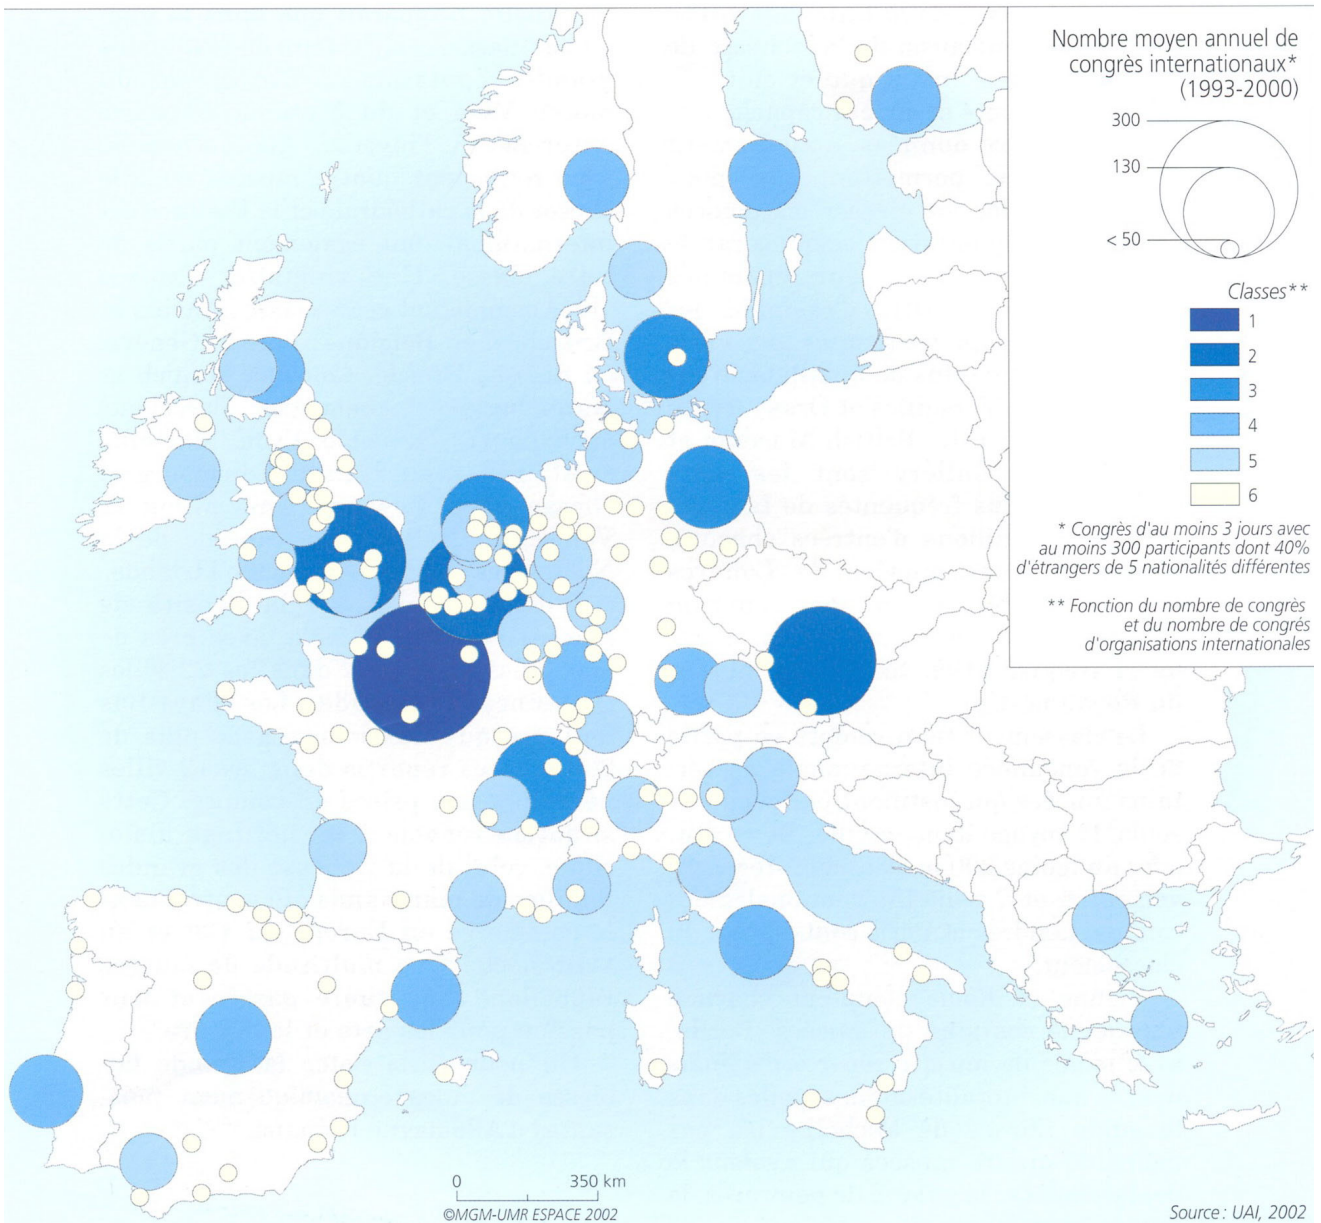 Nombre moyen annuel de
congrès internationaux*
(1993-2000)
300
130
< 50
Classes**
1
2
3
4
5
6
* Congrès d'au moins 3 jours avec
au moins 300 participants dont 40%
d'étrangers de 5 nationalités différentes
** Fonction du nombre de congrès
et du nombre de congrés
d'organisations internationales
0 350 km
©MGM-UMR ESPACE 2002
Source : UAI, 2002